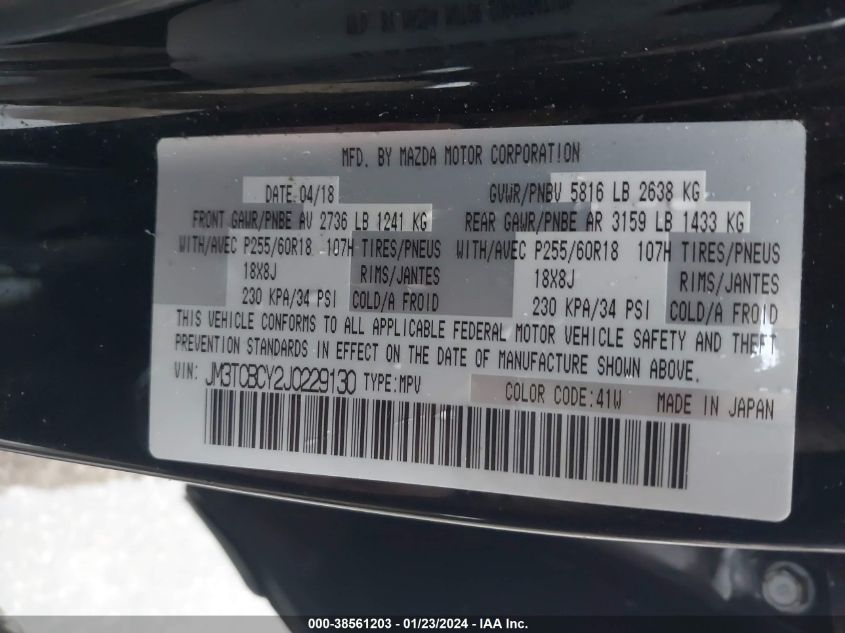 MFD. BY MAZDA MOTOR CORPORATION
DATE 04/18 GVWR/PNBV 5816 LB 2638 KG
FRONT GAWR/PNBE AV 2736 LB 1241 KG REAR GAWR/PNBE AR 3159 LB 1433 KG
WITH/AVEC P255/60R18 107H TIRES/PNEUS WITH/AVEC P255/60R18 107H TIRES/PNEUS
18X8J RIMS/JANTES 18X8J RIMS/JANTES
230 KPA/34 PSI COLD/A FROID 230 KPA/34 PSI COLD/A FROID
THIS VEHICLE CONFORMS TO ALL APPLICABLE FEDERAL MOTOR VEHICLE SAFETY AND THEFT
PREVENTION STANDARDS IN EFFECT ON THE DATE OF MANUFACTURE SHOWN ABOVE.
VIN: JM3TCBCY2J0229130 TYPE:MPV COLOR CODE:41W MADE IN JAPAN
000-38561203 - 01/23/2024 - IAA, Inc.